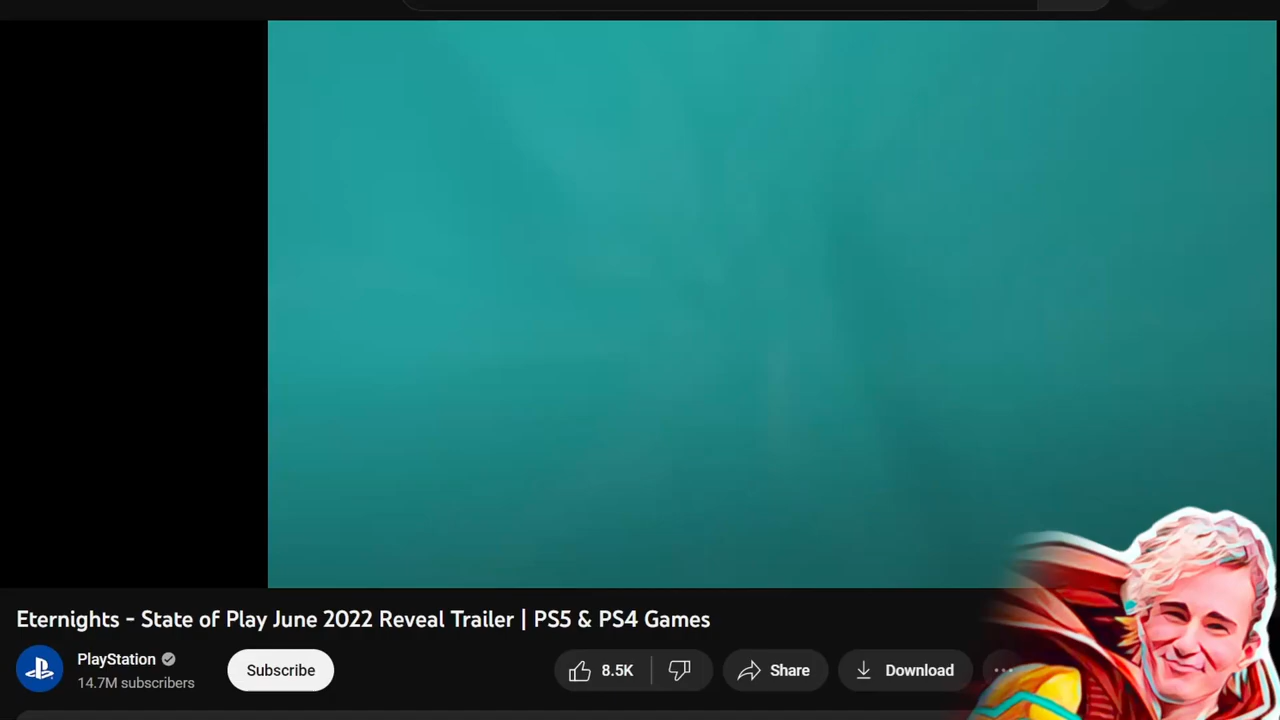 Eternights - State of Play June 2022 Reveal Trailer | PS5 & PS4 Games
PlayStation
14.7M subscribers
Subscribe
8.5K
Share
Download